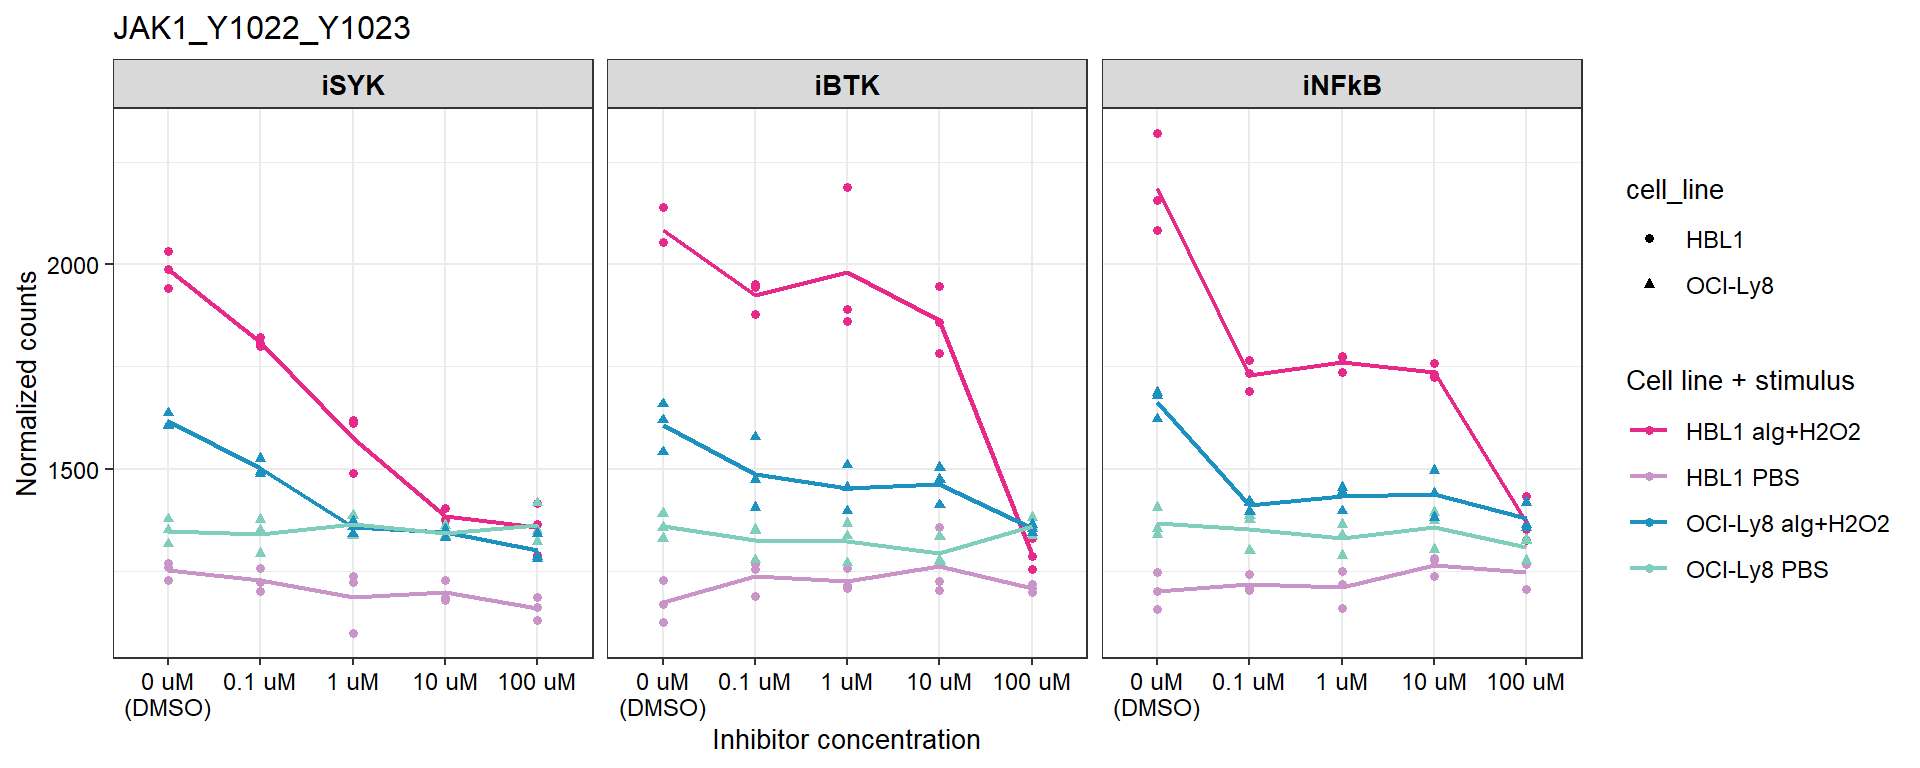 JAK1_Y1022_Y1023
iSYK
iBTK
iNFkB
Normalized counts
2000
1500
0 uM
(DMSO)
0.1 uM
1 uM
10 uM
100 uM
0 uM
(DMSO)
0.1 uM
1 uM
10 uM
100 uM
0 uM
(DMSO)
0.1 uM
1 uM
10 uM
100 uM
Inhibitor concentration
cell_line
HBL1
OCI-Ly8
Cell line + stimulus
HBL1 aIg+H2O2
HBL1 PBS
OCI-Ly8 aIg+H2O2
OCI-Ly8 PBS